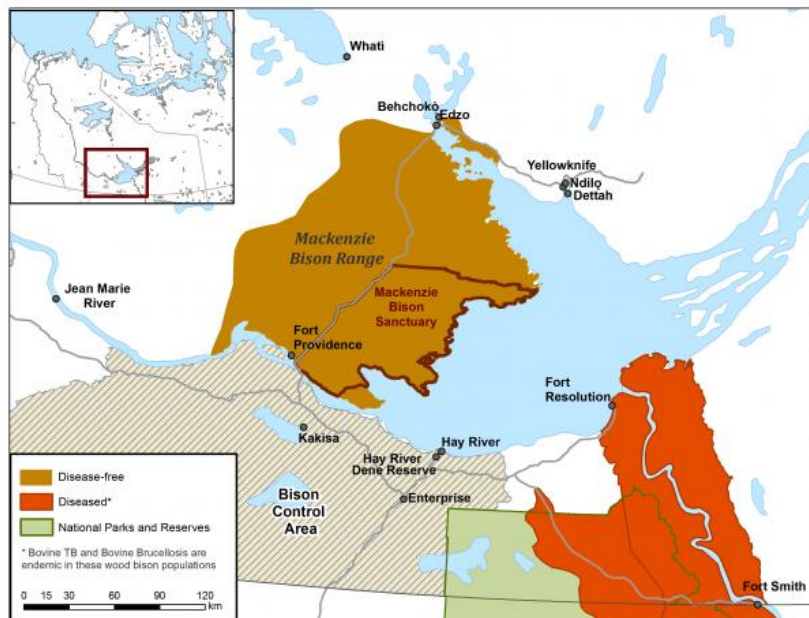 Whatì
Behchokǫ̀
Edzo
Yellowknife
Ndilǫ
Dettah
Mackenzie
Bison Range
Jean Marie
River
Mackenzie
Bison
Sanctuary
Fort
Providence
Fort
Resolution
Kakisa
Hay River
Hay River
Dene Reserve
Enterprise
Bison
Control
Area
Fort Smith
Disease-free
Diseased*
National Parks and Reserves
* Bovine TB and Bovine Brucellosis are
endemic in these wood bison populations
0 15 30 60 90 120
km